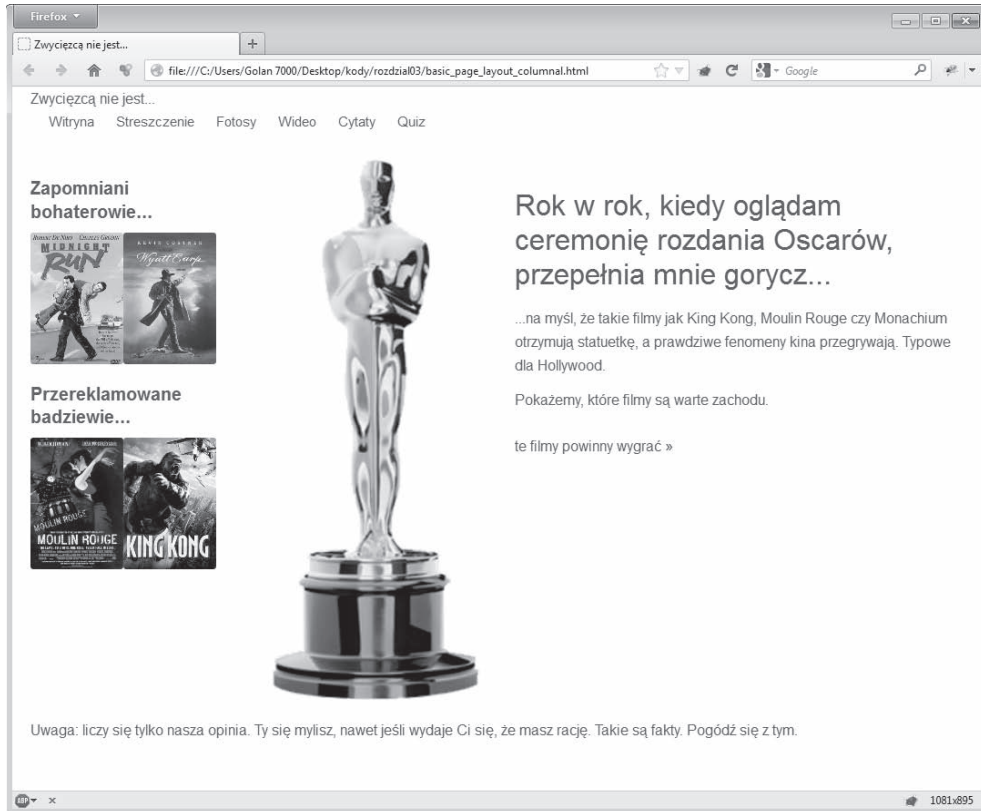 Firefox
Zwycięzcą nie jest...
file:///C:/Users/Golan 7000/Desktop/kody/rozdzial03/basic_page_layout_columnal.html
Google
Zwycięzcą nie jest...
Witryna Streszczenie Fotosy Wideo Cytaty Quiz
Zapomniani
bohaterowie...
MIDNIGHT
RUN
Wyatt Earp
Przereklamowane
badziewie...
MOULIN ROUGE
MOULIN ROUGE
KING KONG
Rok w rok, kiedy oglądam
ceremonię rozdania Oscarów,
przepełnia mnie gorycz...
...na myśl, że takie filmy jak King Kong, Moulin Rouge czy Monachium
otrzymują statuetkę, a prawdziwe fenomeny kina przegrywają. Typowe
dla Hollywood.
Pokażemy, które filmy są warte zachodu.
te filmy powinny wygrać »
Uwaga: liczy się tylko nasza opinia. Ty się mylisz, nawet jeśli wydaje Ci się, że masz rację. Takie są fakty. Pogódź się z tym.
ABP
1081x895